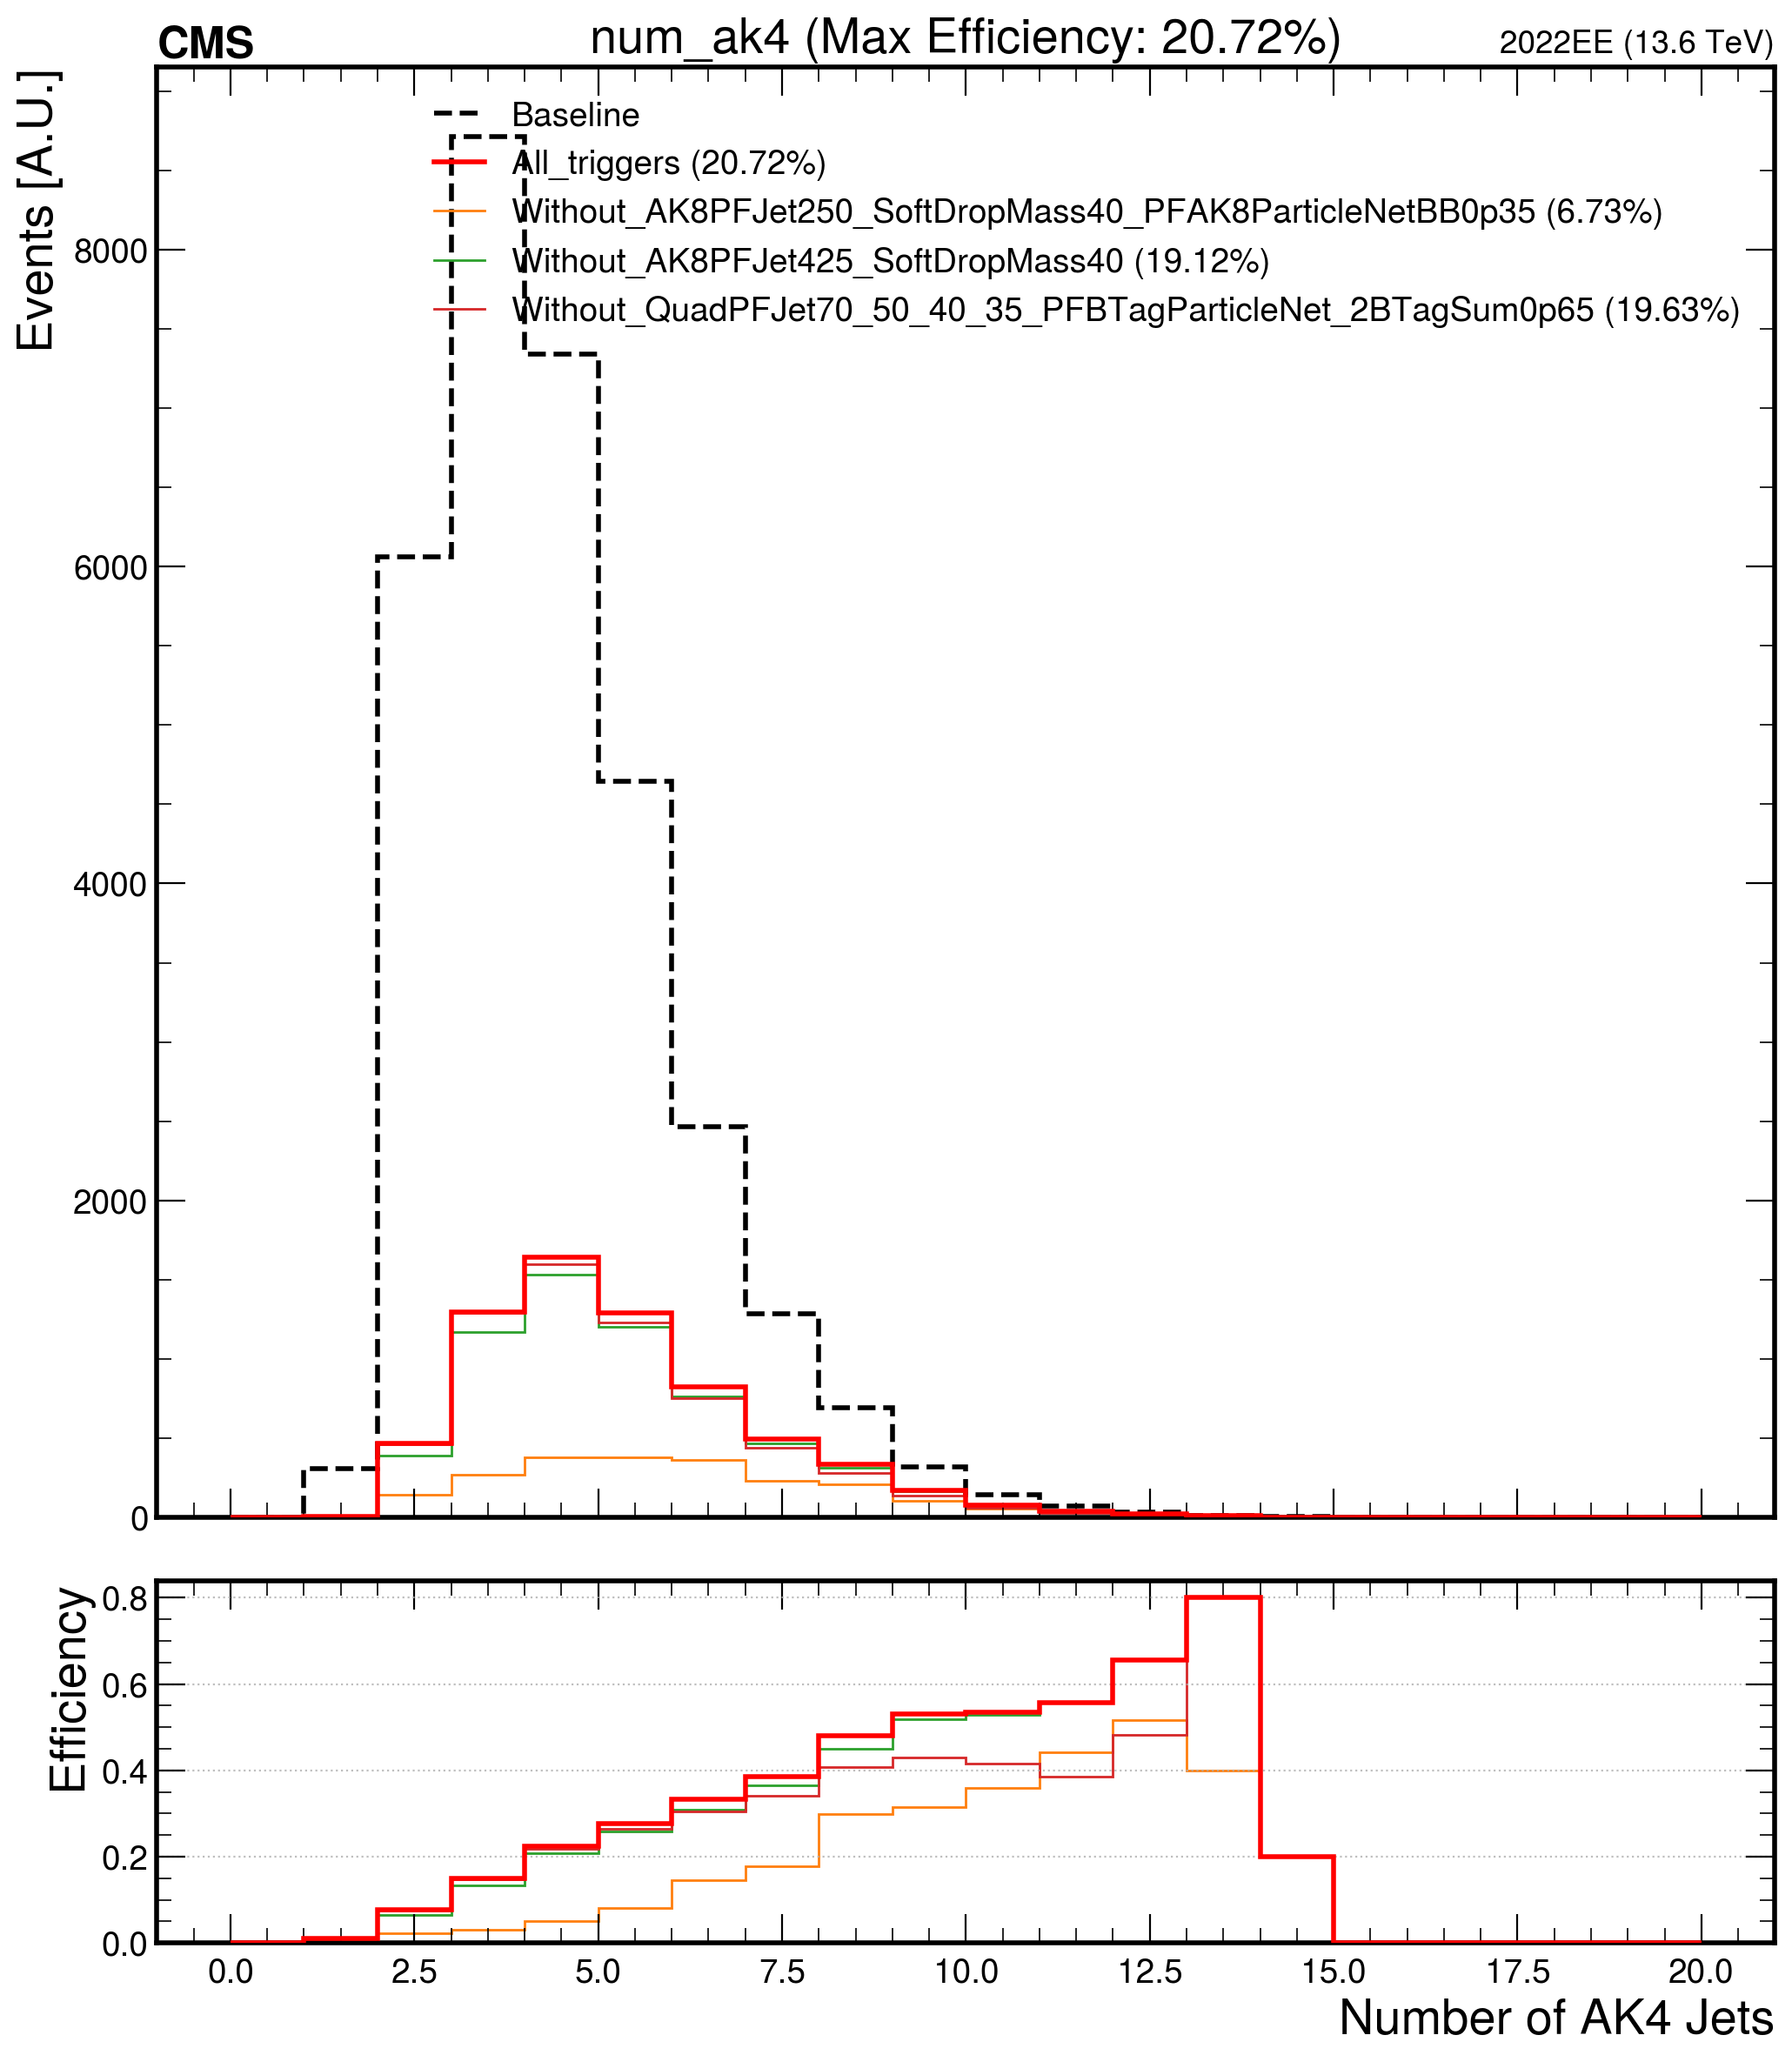 CMS num_ak4 (Max Efficiency: 20.72%) 2022EE (13.6 TeV)
Events [A.U.]
Baseline
All_triggers (20.72%)
Without_AK8PFJet250_SoftDropMass40_PFAK8ParticleNetBB0p35 (6.73%)
Without_AK8PFJet425_SoftDropMass40 (19.12%)
Without_QuadPFJet70_50_40_35_PFBTagParticleNet_2BTagSum0p65 (19.63%)
8000
6000
4000
2000
0
Efficiency
0.8
0.6
0.4
0.2
0.0
0.0 2.5 5.0 7.5 10.0 12.5 15.0 17.5 20.0
Number of AK4 Jets